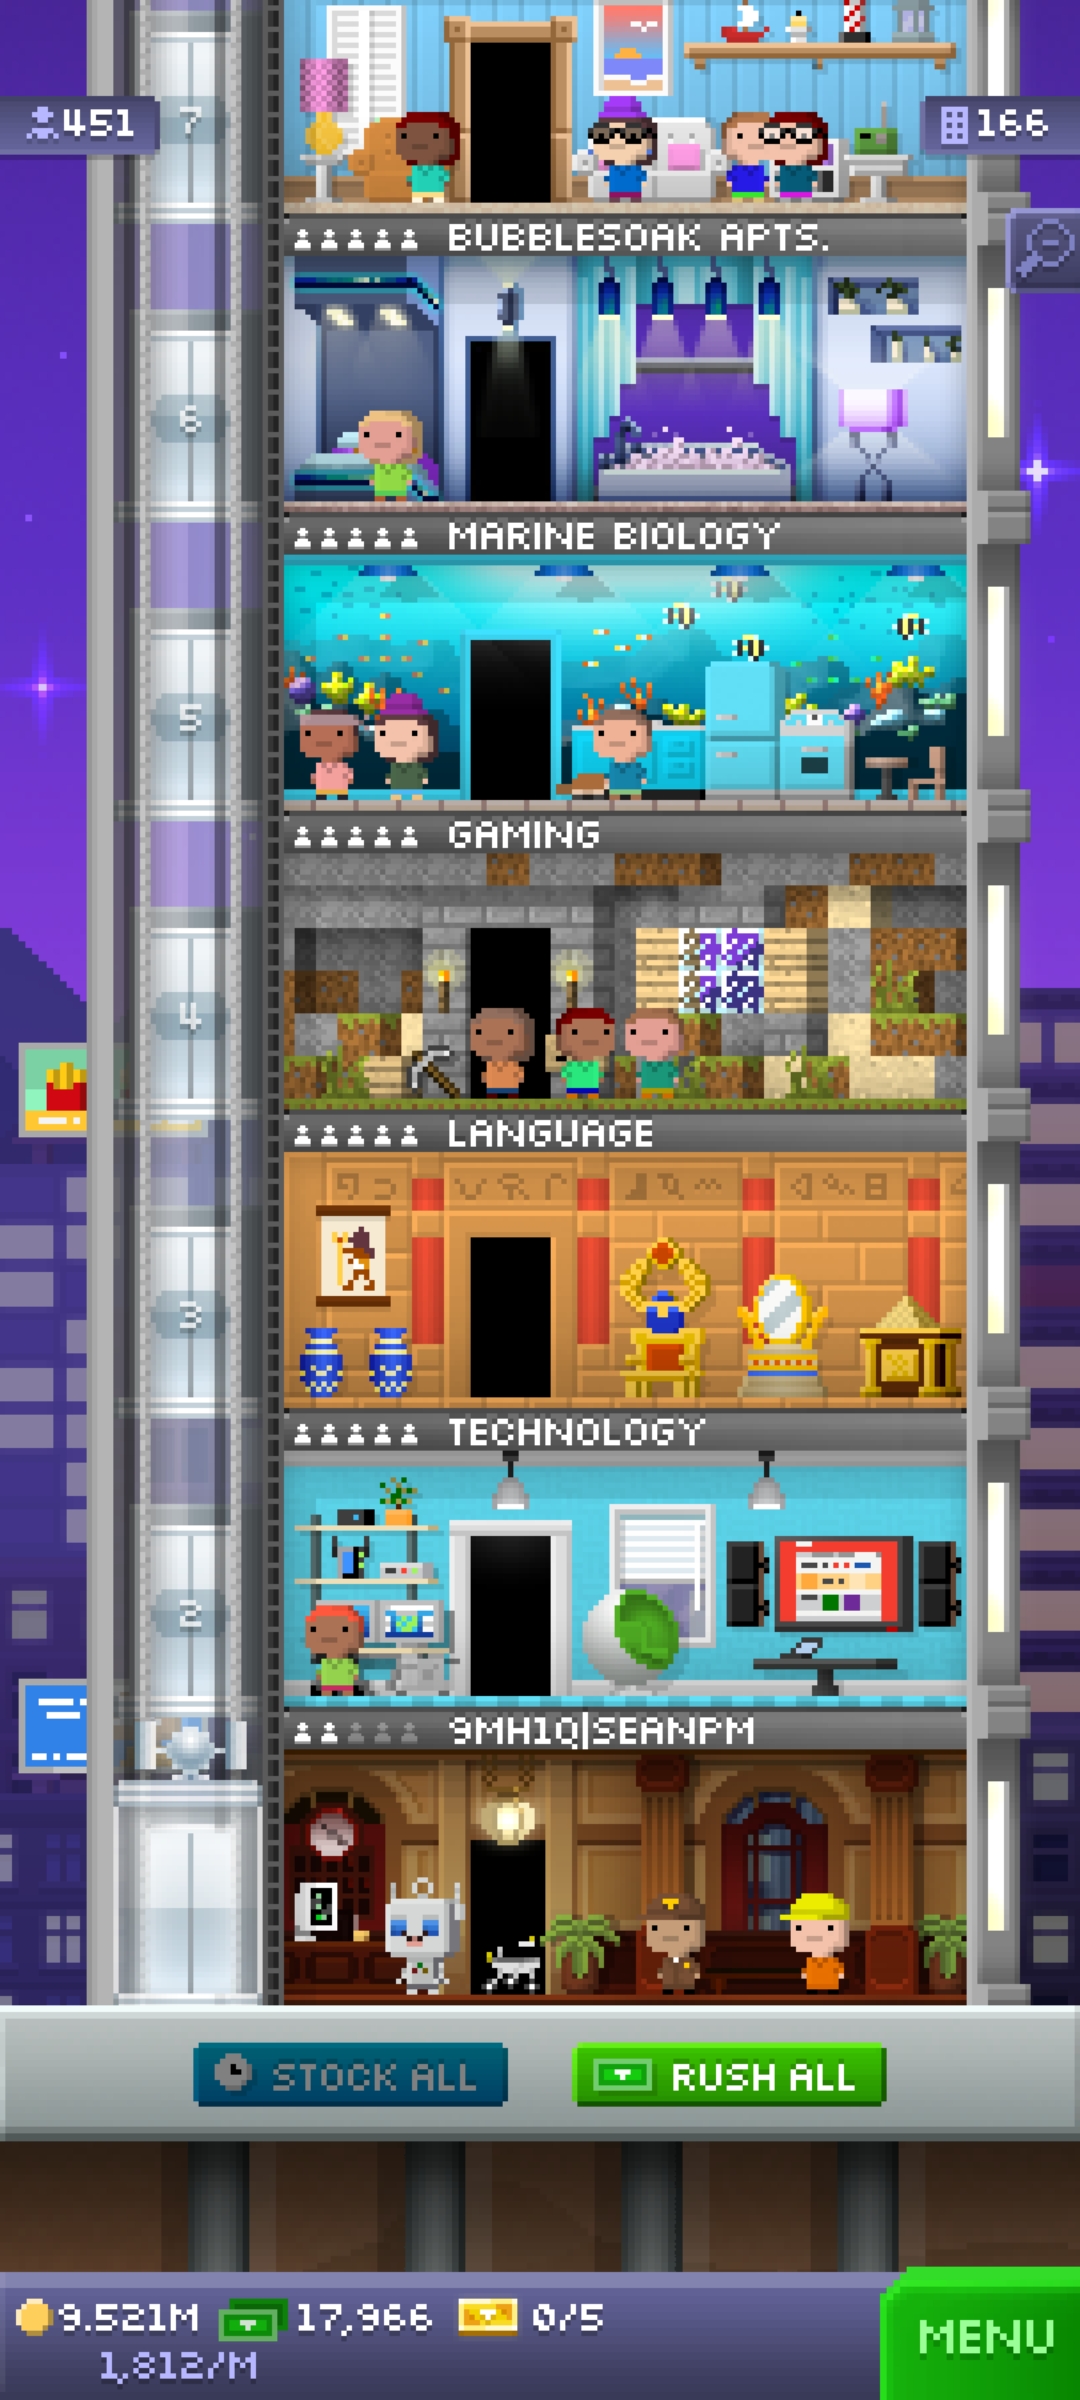 451
7
166
BUBBLESOAK APTS.
6
MARINE BIOLOGY
5
GAMING
4
LANGUAGE
3
TECHNOLOGY
2
9MH1Q|SEANPM
STOCK ALL
RUSH ALL
9.521M
17,966
0/5
1,812/M
MENU